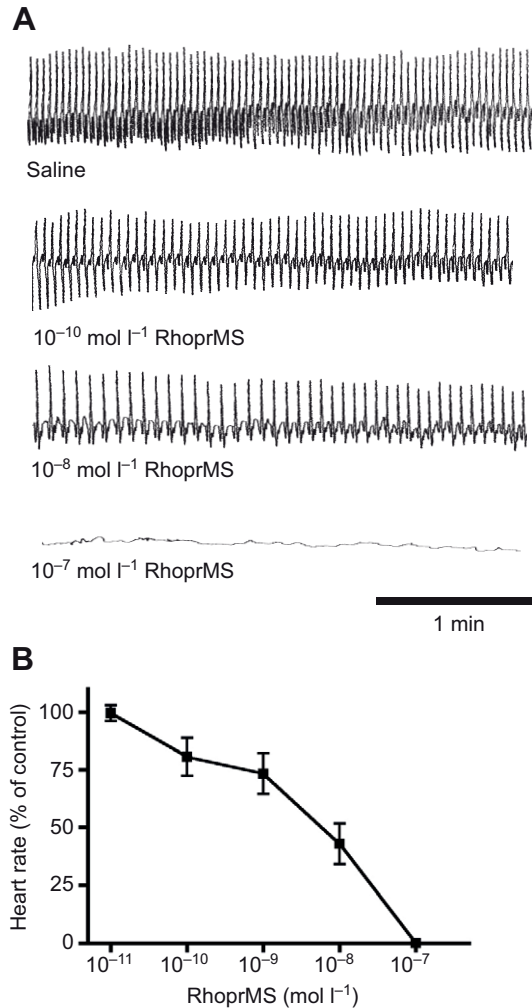 A
Saline
10⁻¹⁰ mol l⁻¹ RhoprMS
10⁻⁸ mol l⁻¹ RhoprMS
10⁻⁷ mol l⁻¹ RhoprMS
1 min
B
Heart rate (% of control)
100
75
50
25
0
10⁻¹¹ 10⁻¹⁰ 10⁻⁹ 10⁻⁸ 10⁻⁷
RhoprMS (mol l⁻¹)